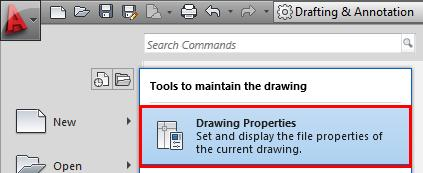 Drafting & Annotation
Search Commands
Tools to maintain the drawing
Drawing Properties
Set and display the file properties of
the current drawing.
New
Open